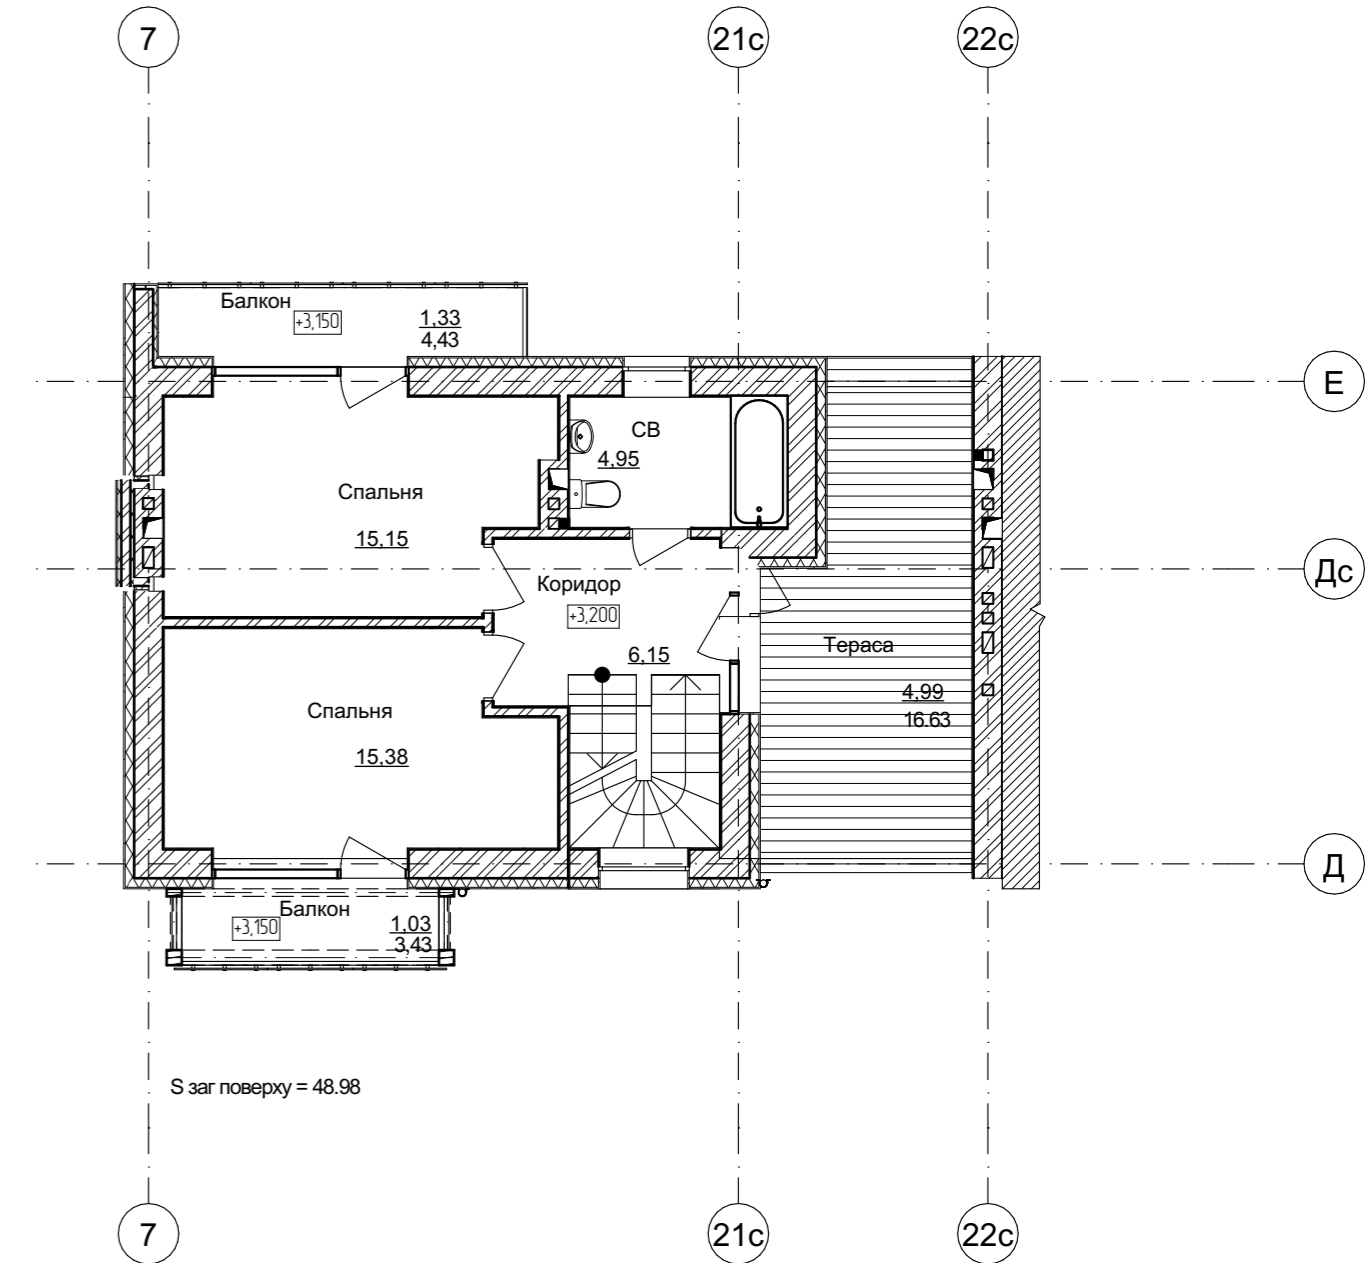 7
21с
22с
Балкон
+3,150
1,33
4,43
Е
СВ
4,95
Спальня
15,15
Дс
Коридор
+3,200
6,15
Тераса
4,99
16.63
Спальня
15,38
Д
Балкон
+3,150
1,03
3,43
S заг поверху = 48.98
7
21с
22с